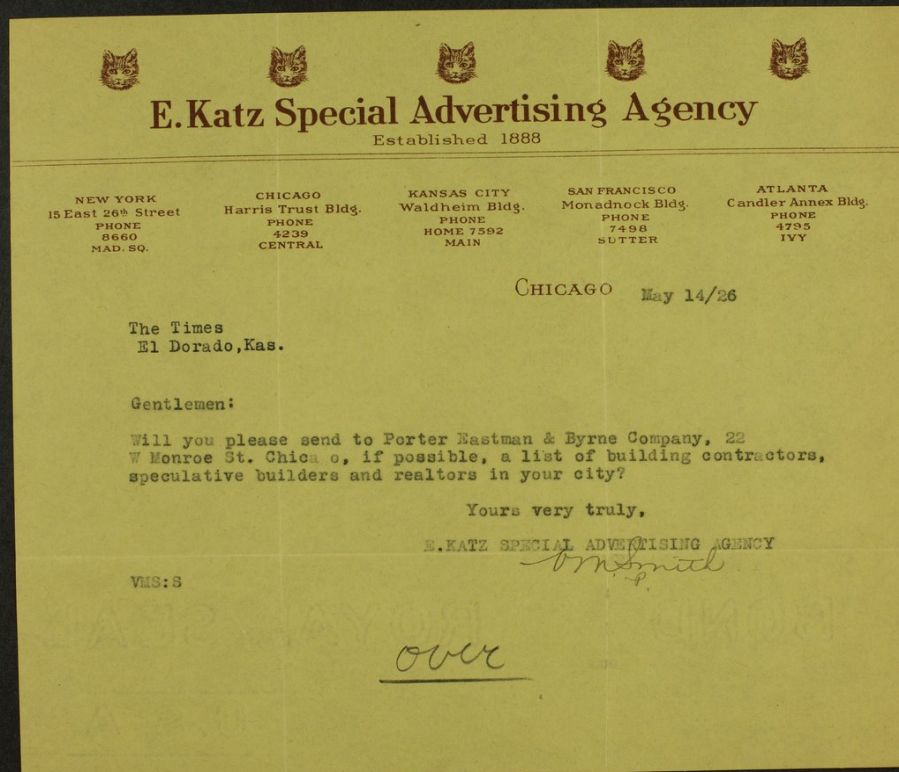 E. Katz Special Advertising Agency
Established 1888
NEW YORK
15 East 26th Street
PHONE
8660
MAD. SQ.
CHICAGO
Harris Trust Bldg.
PHONE
4239
CENTRAL
KANSAS CITY
Waldheim Bldg.
PHONE
HOME 7592
MAIN
SAN FRANCISCO
Monadnock Bldg.
PHONE
7498
SUTTER
ATLANTA
Candler Annex Bldg.
PHONE
4795
IVY
CHICAGO May 14/26
The Times
El Dorado,Kas.
Gentlemen:
Will you please send to Porter Eastman & Byrne Company, 22
W Monroe St. Chica o, if possible, a list of building contractors,
speculative builders and realtors in your city?
Yours very truly,
E.KATZ SPECIAL ADVERTISING AGENCY
VMSmith
VMS:S
over